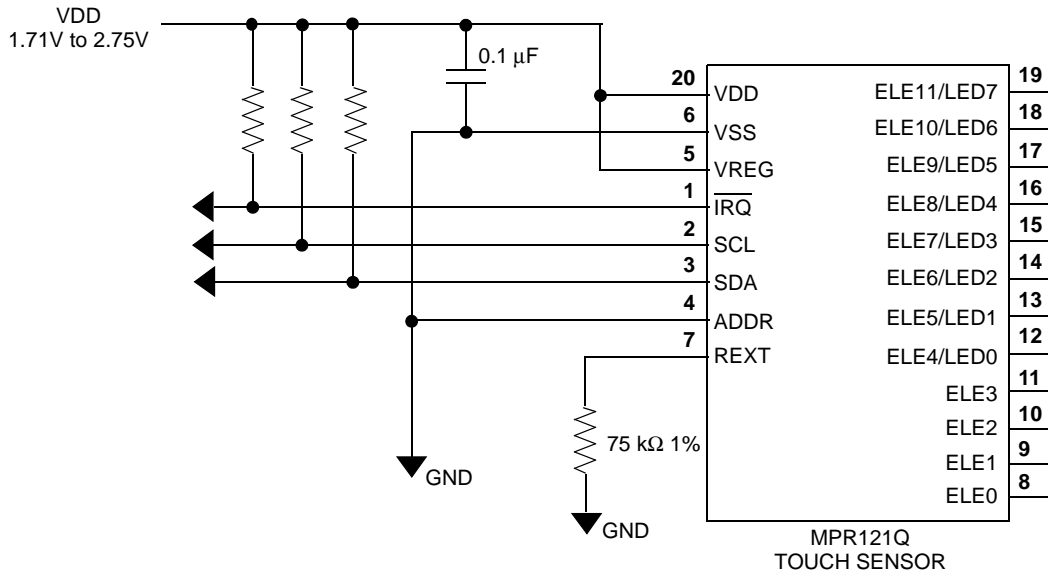 VDD
1.71V to 2.75V
0.1 μF
20
VDD
6
VSS
5
VREG
1
IRQ
2
SCL
3
SDA
4
ADDR
7
REXT
75 kΩ 1%
GND
GND
ELE11/LED7
19
ELE10/LED6
18
ELE9/LED5
17
ELE8/LED4
16
ELE7/LED3
15
ELE6/LED2
14
ELE5/LED1
13
ELE4/LED0
12
ELE3
11
ELE2
10
ELE1
9
ELE0
8
MPR121Q
TOUCH SENSOR